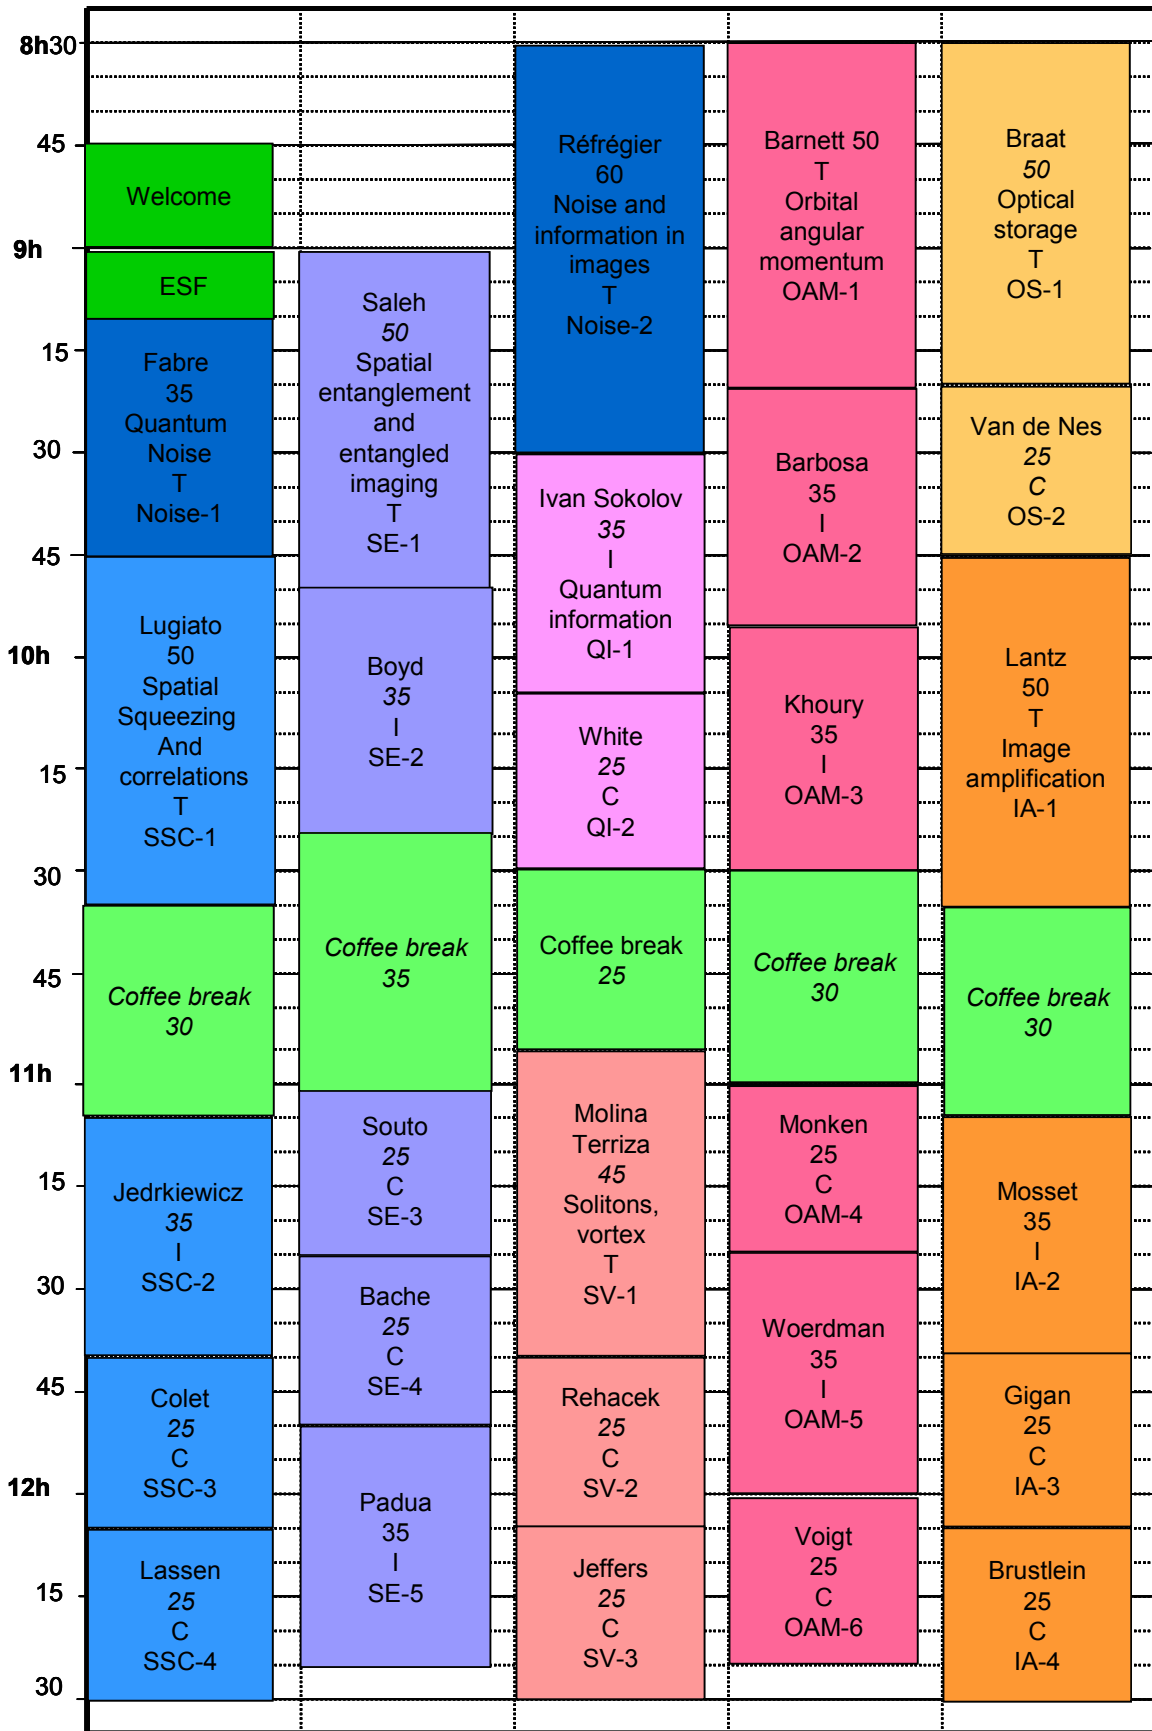 8h30
45
9h
15
30
45
10h
15
30
45
11h
15
30
45
12h
15
30
Welcome
ESF
Fabre
35
Quantum
Noise
T
Noise-1
Lugiato
50
Spatial
Squeezing
And
correlations
T
SSC-1
Coffee break
30
Jedrkiewicz
35
I
SSC-2
Colet
25
C
SSC-3
Lassen
25
C
SSC-4
Saleh
50
Spatial
entanglement
and
entangled
imaging
T
SE-1
Boyd
35
I
SE-2
Coffee break
35
Souto
25
C
SE-3
Bache
25
C
SE-4
Padua
35
I
SE-5
Réfrégier
60
Noise and
information in
images
T
Noise-2
Ivan Sokolov
35
I
Quantum
information
QI-1
White
25
C
QI-2
Coffee break
25
Molina
Terriza
45
Solitons,
vortex
T
SV-1
Rehacek
25
C
SV-2
Jeffers
25
C
SV-3
Barnett 50
T
Orbital
angular
momentum
OAM-1
Barbosa
35
I
OAM-2
Khoury
35
I
OAM-3
Coffee break
30
Monken
25
C
OAM-4
Woerdman
35
I
OAM-5
Voigt
25
C
OAM-6
Braat
50
Optical
storage
T
OS-1
Van de Nes
25
C
OS-2
Lantz
50
T
Image
amplification
IA-1
Coffee break
30
Mosset
35
I
IA-2
Gigan
25
C
IA-3
Brustlein
25
C
IA-4